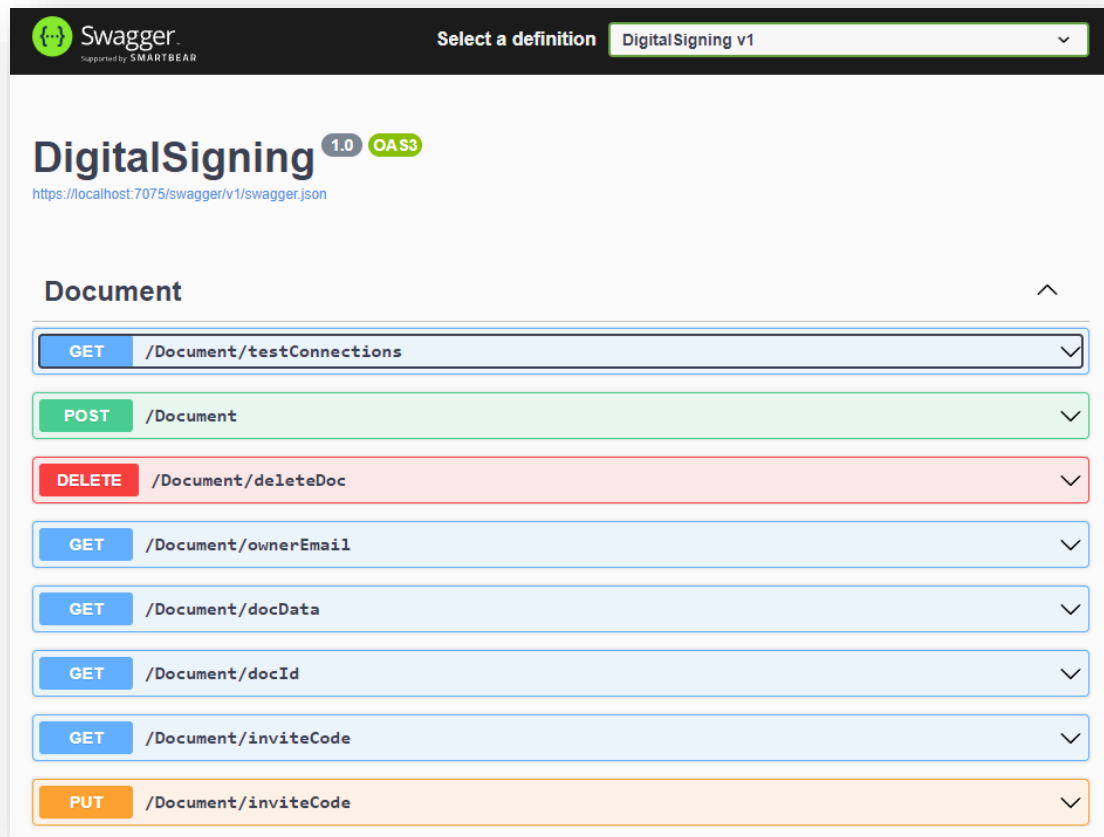 Swagger.
Supported by SMARTBEAR
Select a definition
DigitalSigning v1
DigitalSigning 1.0 OAS3
https://localhost:7075/swagger/v1/swagger.json
Document
GET /Document/testConnections
POST /Document
DELETE /Document/deleteDoc
GET /Document/ownerEmail
GET /Document/docData
GET /Document/docId
GET /Document/inviteCode
PUT /Document/inviteCode